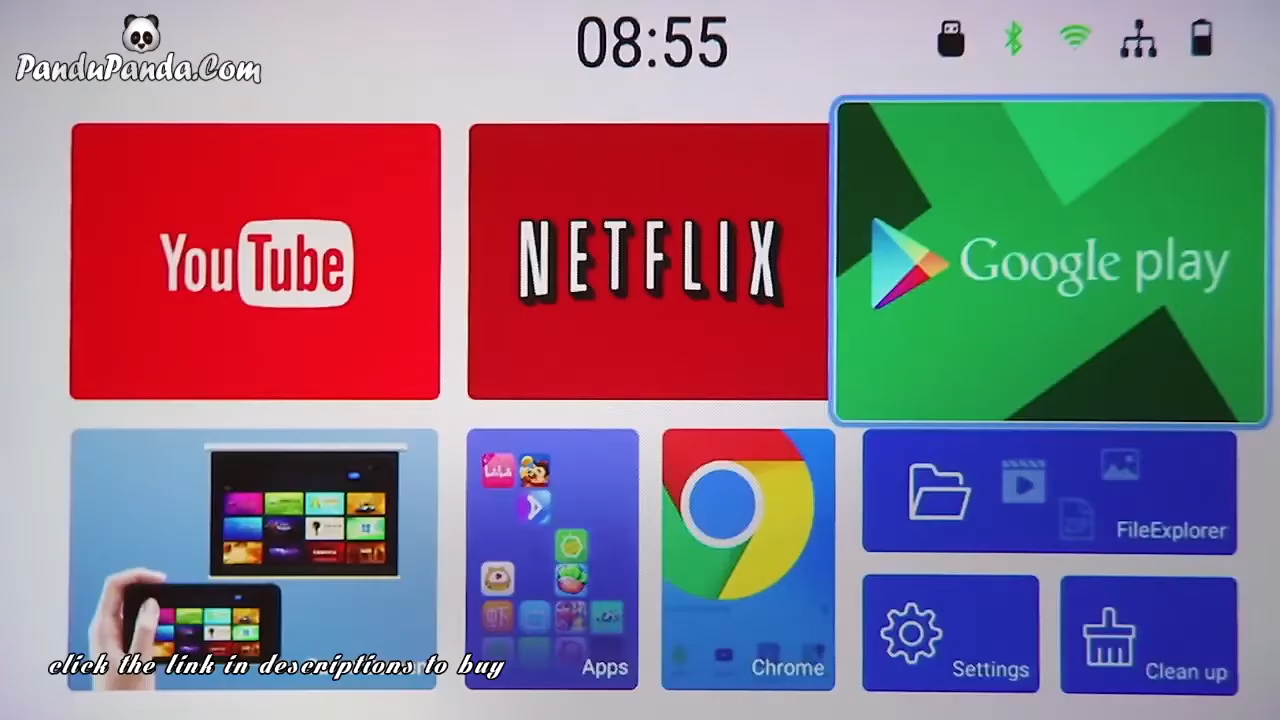 PanduPanda.Com
08:55
YouTube
NETFLIX
Google play
FileExplorer
Apps
Chrome
Settings
Clean up
click the link in descriptions to buy